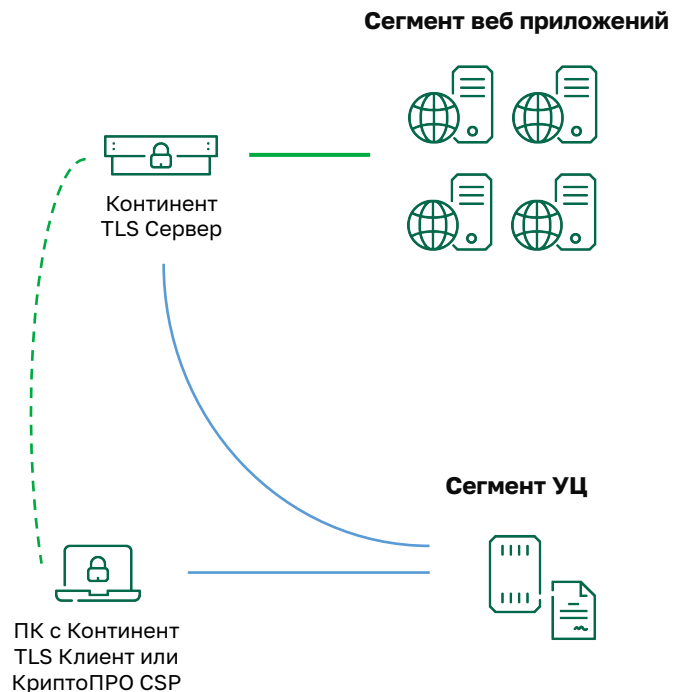 Сегмент веб приложений
Континент
TLS Сервер
Сегмент УЦ
ПК с Континент
TLS Клиент или
КриптоПРО CSP